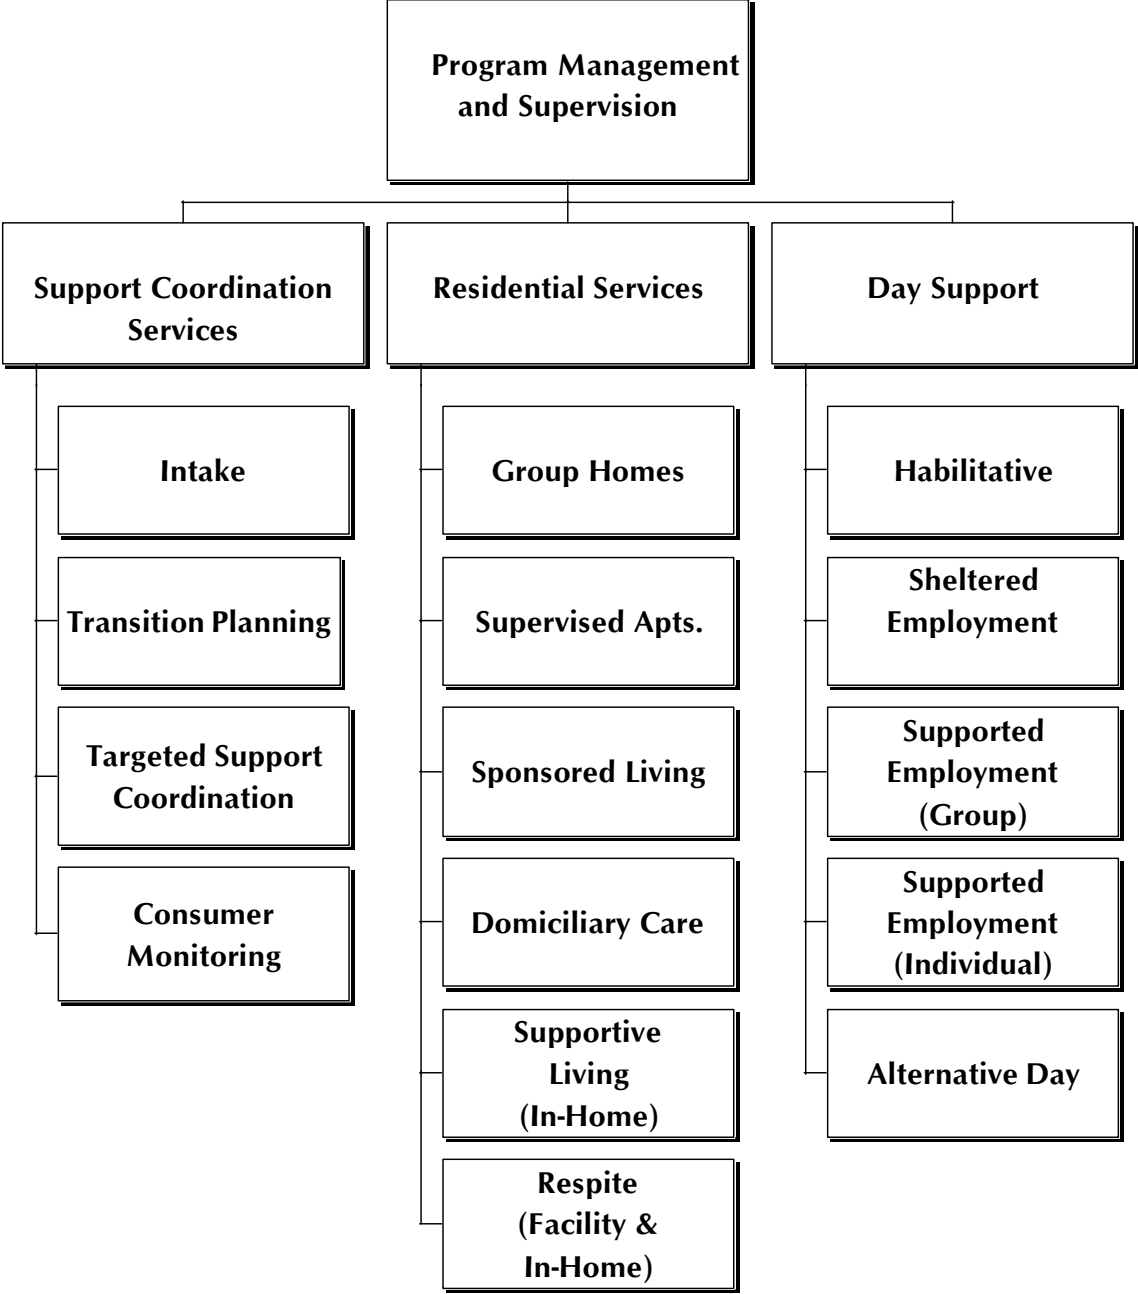 Program Management
and Supervision
Support Coordination
Services
Residential Services
Day Support
Intake
Transition Planning
Targeted Support
Coordination
Consumer
Monitoring
Group Homes
Supervised Apts.
Sponsored Living
Domiciliary Care
Supportive
Living
(In-Home)
Respite
(Facility &
In-Home)
Habilitative
Sheltered
Employment
Supported
Employment
(Group)
Supported
Employment
(Individual)
Alternative Day